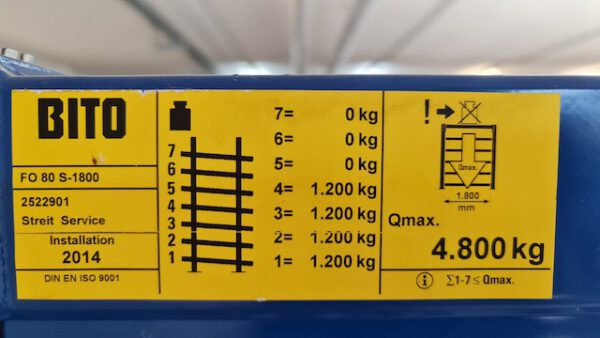 BITO
FO 80 S-1800
2522901
Streit Service
Installation
2014
DIN EN ISO 9001
7
6
5
4
3
2
1
7= 0 kg
6= 0 kg
5= 0 kg
4= 1.200 kg
3= 1.200 kg
2= 1.200 kg
1= 1.200 kg
!
Qmax.
1.800
mm
Qmax.
4.800 kg
i ∑1-7 ≤ Qmax.